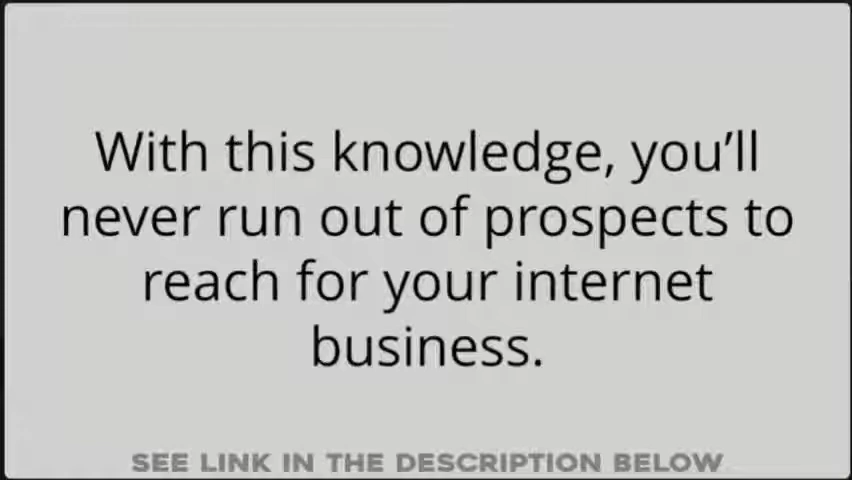 With this knowledge, you’ll
never run out of prospects to
reach for your internet
business.
SEE LINK IN THE DESCRIPTION BELOW